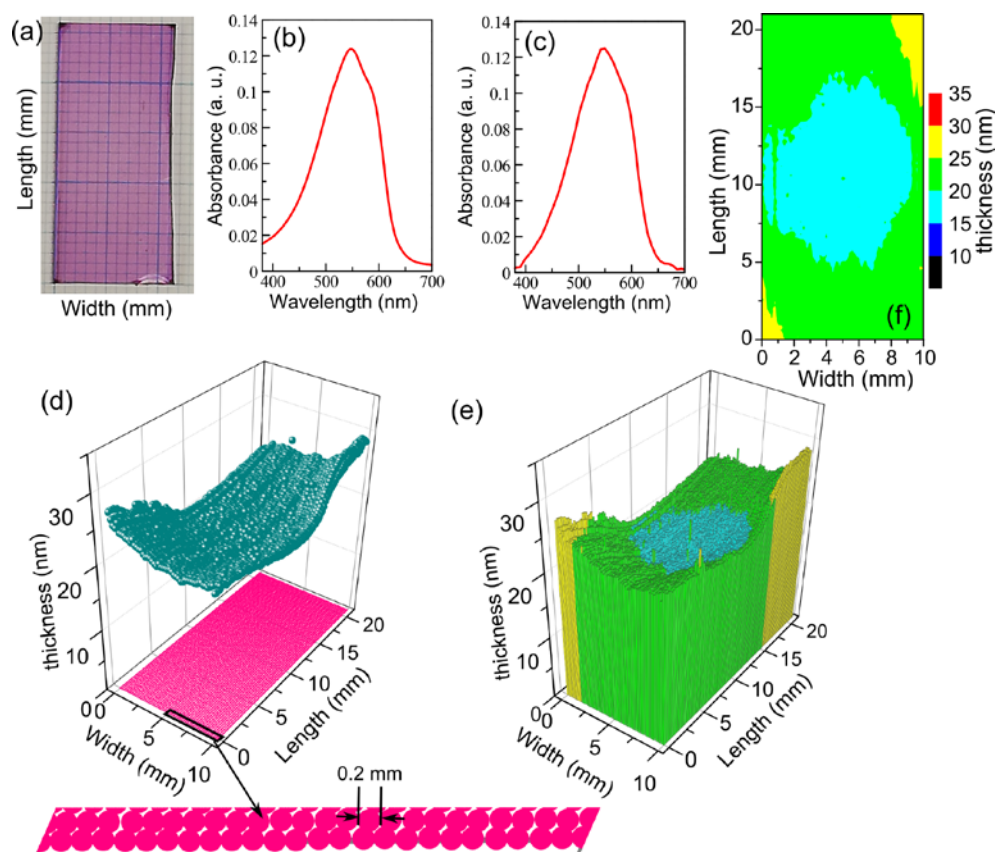 (a)
Length (mm)
Width (mm)
(b)
Absorbance (a. u.)
0.14
0.12
0.1
0.08
0.06
0.04
0.02
0
400 500 600 700
Wavelength (nm)
(c)
Absorbance (a. u.)
0.14
0.12
0.1
0.08
0.06
0.04
0.02
0
400 500 600 700
Wavelength (nm)
(f)
Length (mm)
20
15
10
5
0
0 2 4 6 8 10
Width (mm)
35
30
25
20
15
10
thickness (nm)
(d)
thickness (nm)
30
20
10
0
0
5
10
Width (mm)
0
5
10
15
20
Length (mm)
0.2 mm
(e)
thickness (nm)
30
20
10
0
0
5
10
Width (mm)
0
5
10
15
20
Length (mm)